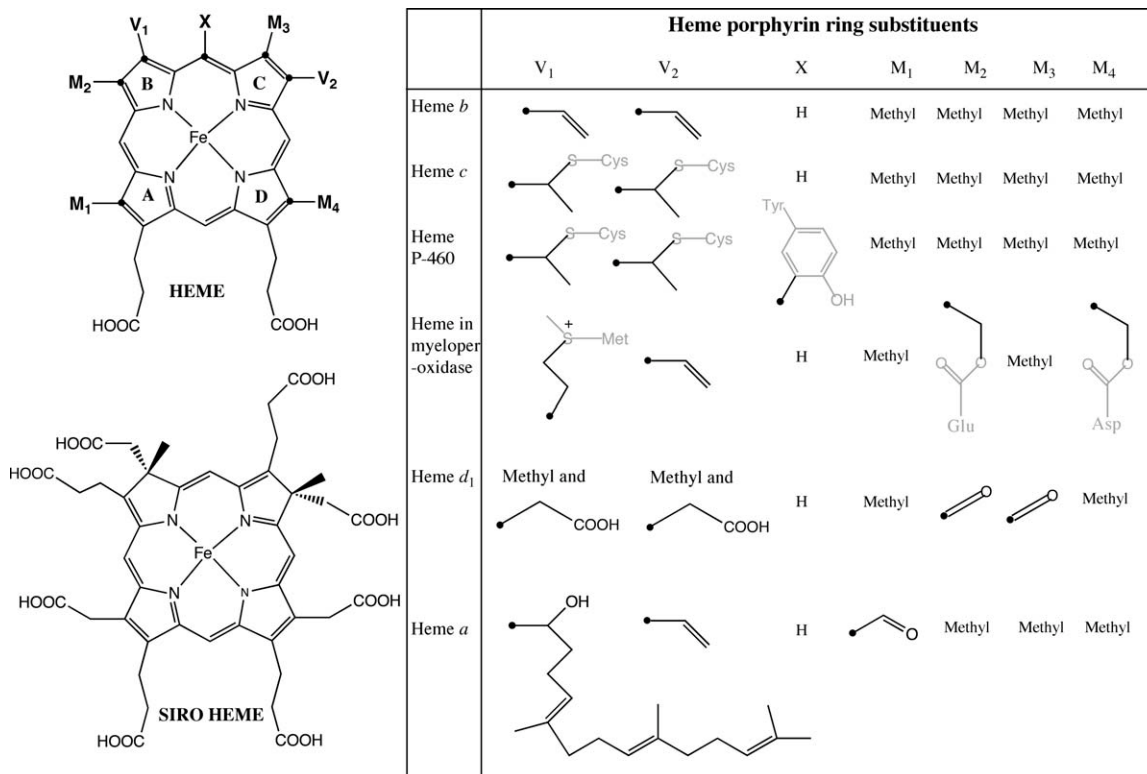 V1 X M3
M2 B C V2
N N
Fe
N N
M1 A D M4
HEME
HOOC COOH
COOH
HOOC
HOOC
COOH
N N
Fe
N N
HOOC COOH
SIRO HEME
HOOC COOH
Heme porphyrin ring substituents
V1 V2 X M1 M2 M3 M4
Heme b H Methyl Methyl Methyl Methyl
S Cys S Cys
Heme c H Methyl Methyl Methyl Methyl
Tyr
S Cys S Cys
Heme Methyl Methyl Methyl Methyl
P-460
OH
Heme in
myeloper
-oxidase
+
S Met
H Methyl Methyl
O O
Glu
O O
Asp
Heme d1 Methyl and Methyl and H Methyl O O Methyl
COOH COOH
OH
Heme a H O Methyl Methyl Methyl